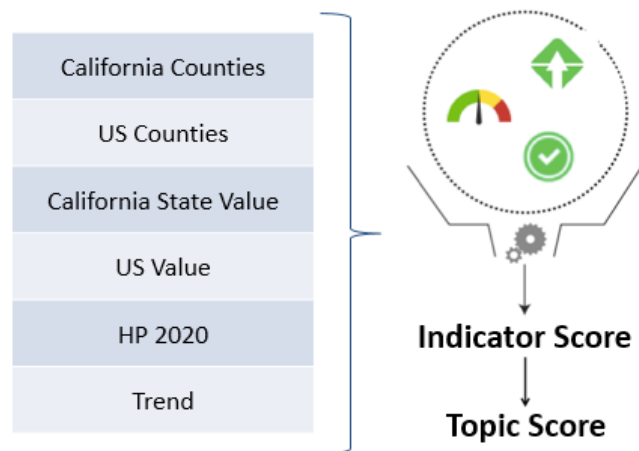 California Counties
US Counties
California State Value
US Value
HP 2020
Trend
Indicator Score
Topic Score